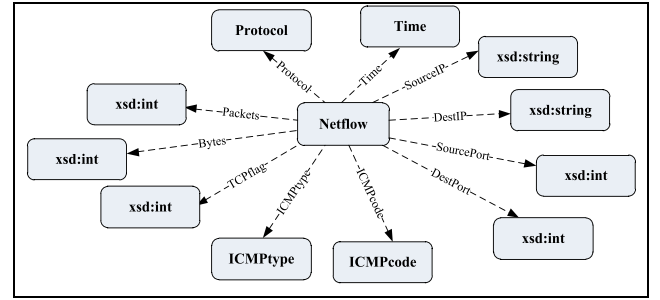 Protocol
Time
xsd:string
Protocol
Time
SourceIP
xsd:int
Packets
Netflow
DestIP
xsd:string
Bytes
SourcePort
xsd:int
TCPflag
DestPort
xsd:int
xsd:int
ICMPtype
ICMPcode
xsd:int
ICMPtype
ICMPcode